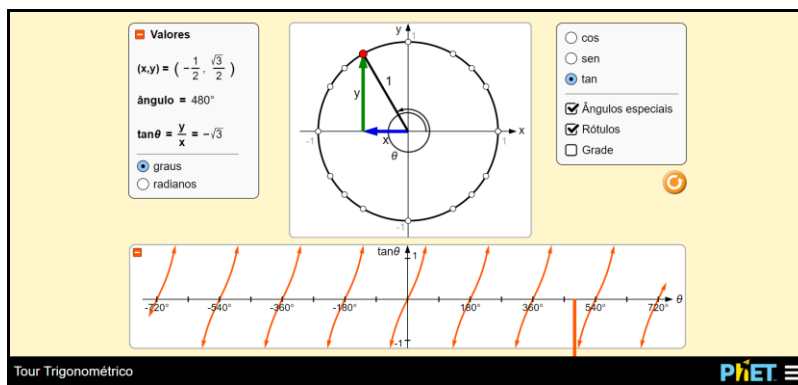 Valores
(x,y) = ( -1/2, √3/2 )
ângulo = 480°
tanθ = y/x = -√3
graus
radianos
y
1
1
y
-1
x
1
x
θ
-1
cos
sen
tan
Ângulos especiais
Rótulos
Grade
tanθ
1
-720°
-540°
-360°
-180°
180°
360°
540°
720°
θ
-1
Tour Trigonométrico
PhET